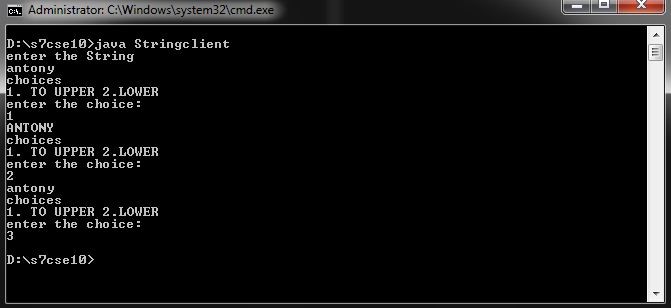 Administrator: C:\Windows\system32\cmd.exe
D:\s7cse10>java Stringclient
enter the String
antony
choices
1. TO UPPER 2.LOWER
enter the choice:
1
ANTONY
choices
1. TO UPPER 2.LOWER
enter the choice:
2
antony
choices
1. TO UPPER 2.LOWER
enter the choice:
3
D:\s7cse10>